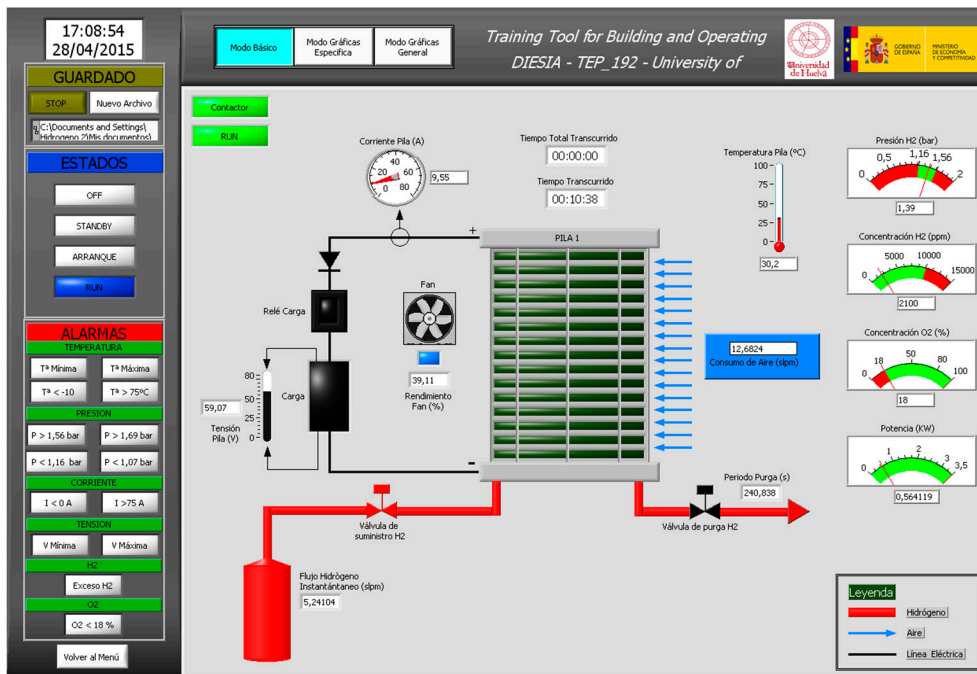 17:08:54
28/04/2015
GUARDADO
STOP
Nuevo Archivo
C:\Documents and Settings\
Hidrogeno 2\Mis documentos\
ESTADOS
OFF
STANDBY
ARRANQUE
RUN
ALARMAS
TEMPERATURA
Tª Mínima
Tª Máxima
Tª < -10
Tª > 75ºC
PRESION
P > 1,56 bar
P > 1,69 bar
P < 1,16 bar
P < 1,07 bar
CORRIENTE
I < 0 A
I >75 A
TENSION
V Mínima
V Máxima
H2
Exceso H2
O2
O2 < 18 %
Volver al Menú
Modo Básico
Modo Gráficas
Especifica
Modo Gráficas
General
Training Tool for Building and Operating
DIESIA - TEP_192 - University of
Universidad
de Huelva
GOBIERNO
DE ESPAÑA
MINISTERIO
DE ECONOMÍA
Y COMPETITIVIDAD
Contactor
RUN
Corriente Pila (A)
0 20 40 60 80
9,55
Tiempo Total Transcurrido
00:00:00
Tiempo Transcurrido
00:10:38
Temperatura Pila (ºC)
100
75
50
25
0
30,2
Presión H2 (bar)
0 0,5 1,16 1,56 2
1,39
Concentración H2 (ppm)
0 5000 10000 15000
2100
Concentración O2 (%)
0 18 50 80 100
18
Potencia (KW)
0 1 2 3 3,5
0,564119
+
PILA 1
-
Relé Carga
Fan
39,11
Rendimiento
Fan (%)
Carga
80
50
25
0
59,07
Tensión
Pila (V)
12,6824
Consumo de Aire (slpm)
Periodo Purga (s)
240,838
Válvula de
suministro H2
Válvula de purga H2
Flujo Hidrògeno
Instantántaneo (slpm)
5,24104
Leyenda
Hidrógeno
Aire
Línea Eléctrica